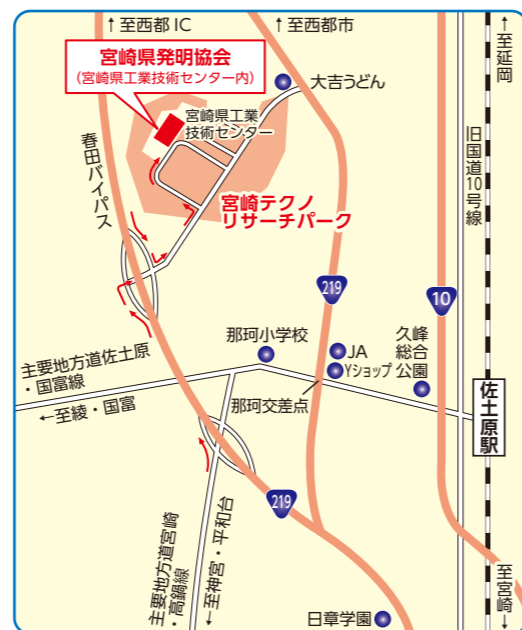 ↑至西都IC
↑至西都市
↑至延岡
宮崎県発明協会
（宮崎県工業技術センター内）
大吉うどん
宮崎県工業
技術センター
旧国道10号線
春田バイパス
宮崎テクノ
リサーチパーク
219
10
那珂小学校
JA
Yショップ
久峰
総合
公園
主要地方道佐土原
・国富線
←至綾・国富
那珂交差点
佐土原駅
219
主要地方道宮崎
・高鍋線
←至神宮・平和台
至宮崎→
日章学園